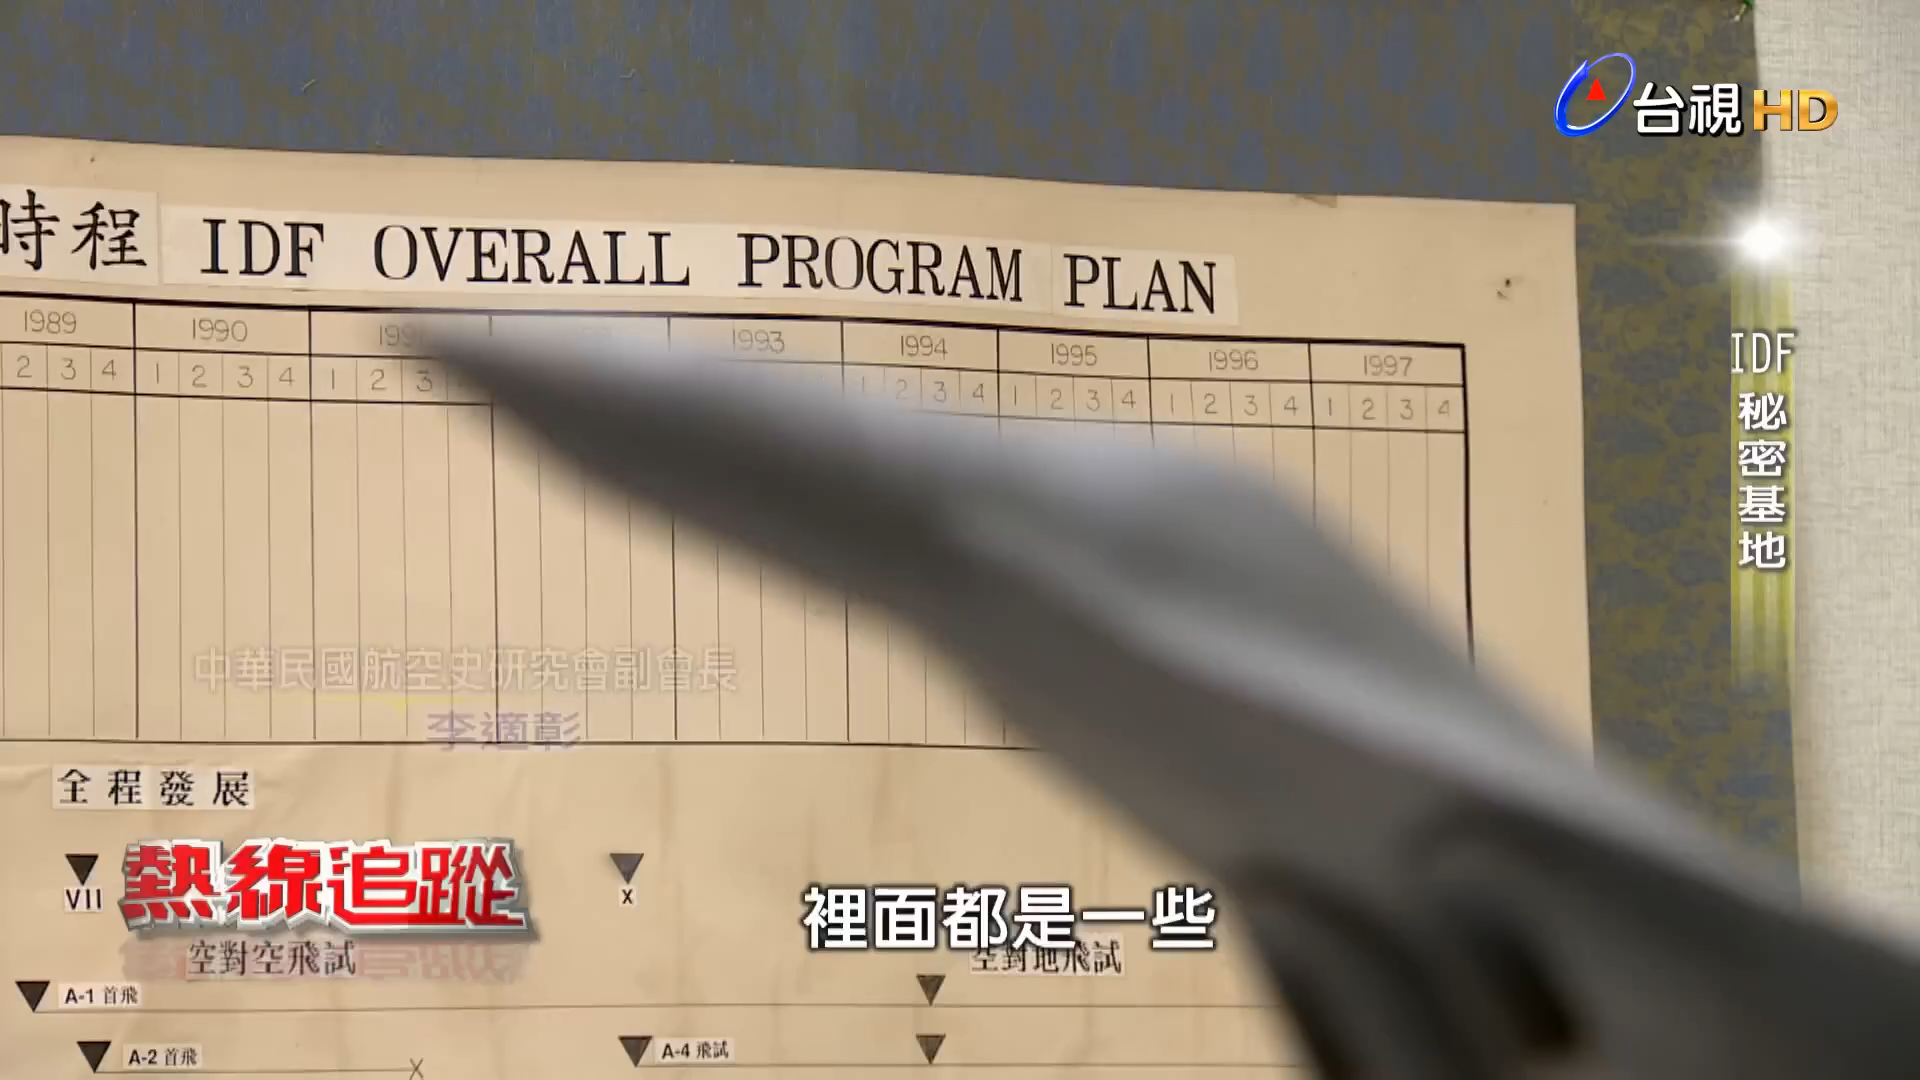 台視 HD
時程 IDF OVERALL PROGRAM PLAN
1989 1990 1993 1994 1995 1996 1997
2 3 4 1 2 3 4 1 2 3 1 2 3 4 1 2 3 4 1 2 3 4 1 2 3 4
IDF秘密基地
中華民國航空史研究會副會長
李適彰
全程發展
VII X
熱線追蹤
裡面都是一些
空對空飛試 空對地飛試
A-1 首飛
A-2 首飛 A-4 飛試